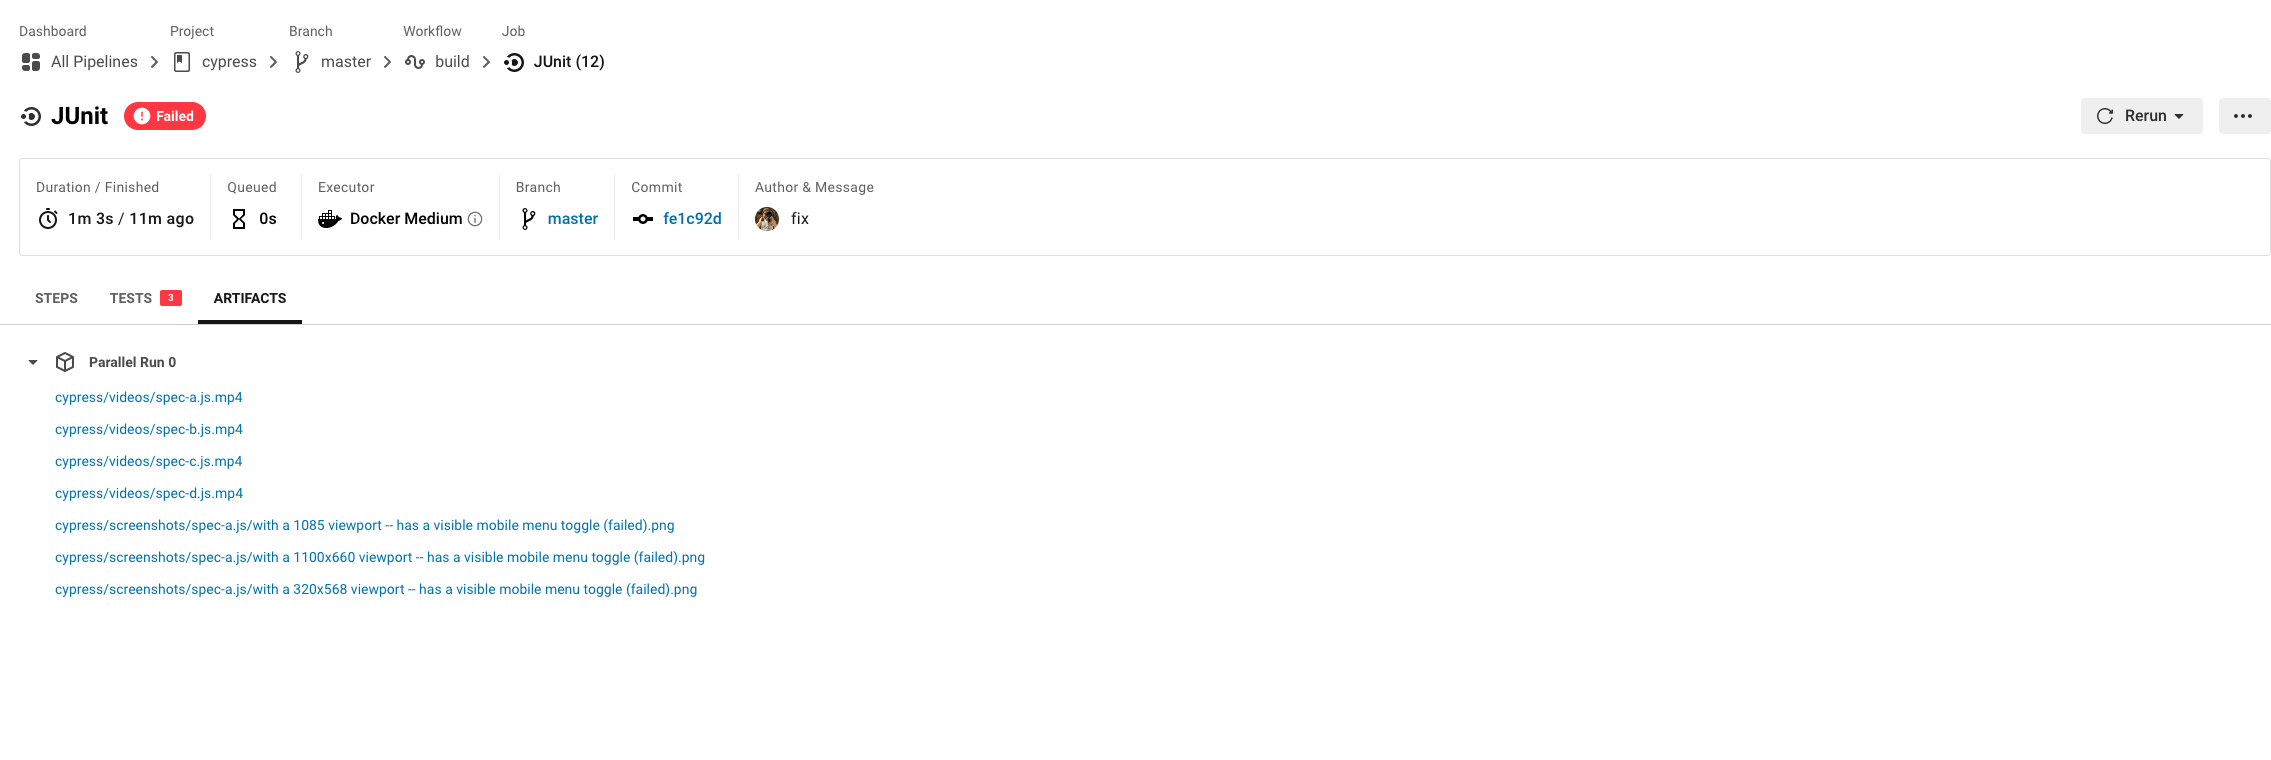 Dashboard Project Branch Workflow Job
All Pipelines cypress master build JUnit (12)
JUnit Failed Rerun
Duration / Finished Queued Executor Branch Commit Author & Message
1m 3s / 11m ago 0s Docker Medium master fe1c92d fix
STEPS TESTS 3 ARTIFACTS
Parallel Run 0
cypress/videos/spec-a.js.mp4
cypress/videos/spec-b.js.mp4
cypress/videos/spec-c.js.mp4
cypress/videos/spec-d.js.mp4
cypress/screenshots/spec-a.js/with a 1085 viewport -- has a visible mobile menu toggle (failed).png
cypress/screenshots/spec-a.js/with a 1100x660 viewport -- has a visible mobile menu toggle (failed).png
cypress/screenshots/spec-a.js/with a 320x568 viewport -- has a visible mobile menu toggle (failed).png